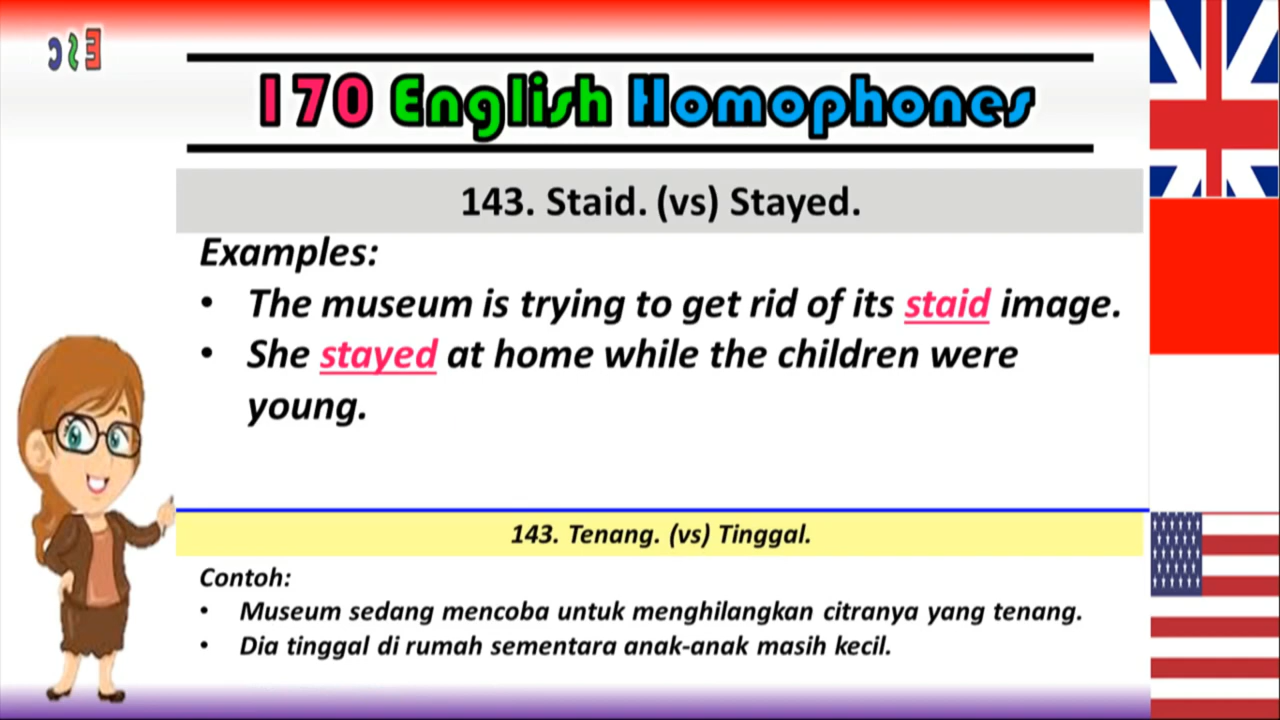 Esc
170 English Homophones
143. Staid. (vs) Stayed.
Examples:
• The museum is trying to get rid of its staid image.
• She stayed at home while the children were
young.
143. Tenang. (vs) Tinggal.
Contoh:
• Museum sedang mencoba untuk menghilangkan citranya yang tenang.
• Dia tinggal di rumah sementara anak-anak masih kecil.